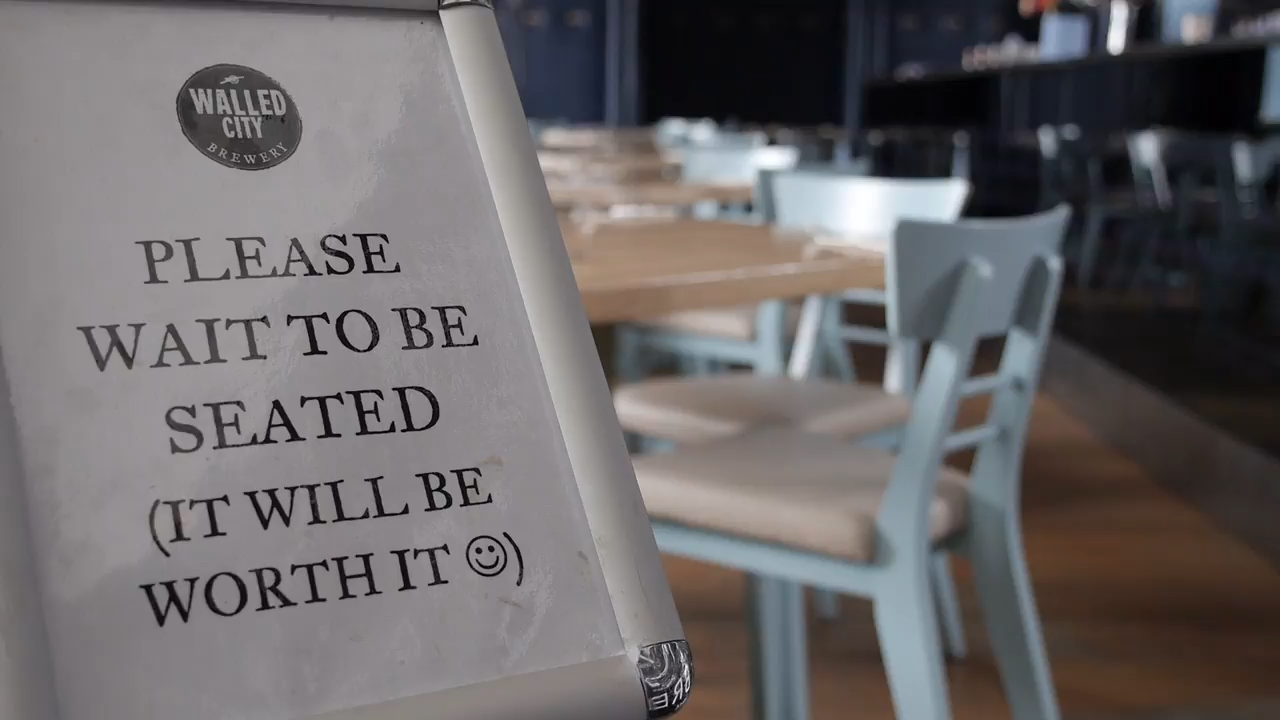 WALLED
CITY
BREWERY
PLEASE
WAIT TO BE
SEATED
(IT WILL BE
WORTH IT ☺)